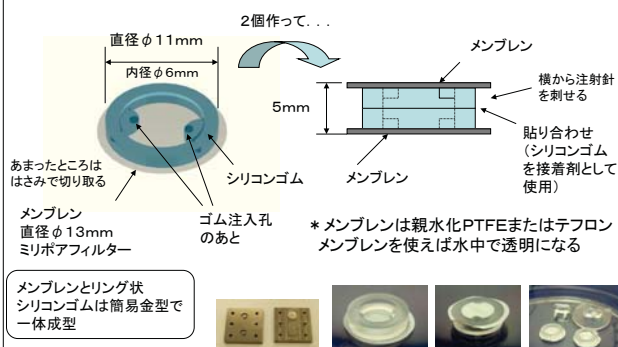 2個作って...
直径φ11mm
内径φ6mm
メンブレン
横から注射針
を刺せる
5mm
貼り合わせ
(シリコンゴム
を接着剤として
使用)
あまったところは
はさみで切り取る
シリコンゴム
メンブレン
メンブレン
直径φ13mm
ミリポアフィルター
ゴム注入孔
のあと
*メンブレンは親水化PTFEまたはテフロン
メンブレンを使えば水中で透明になる
メンブレンとリング状
シリコンゴムは簡易金型で
一体成型